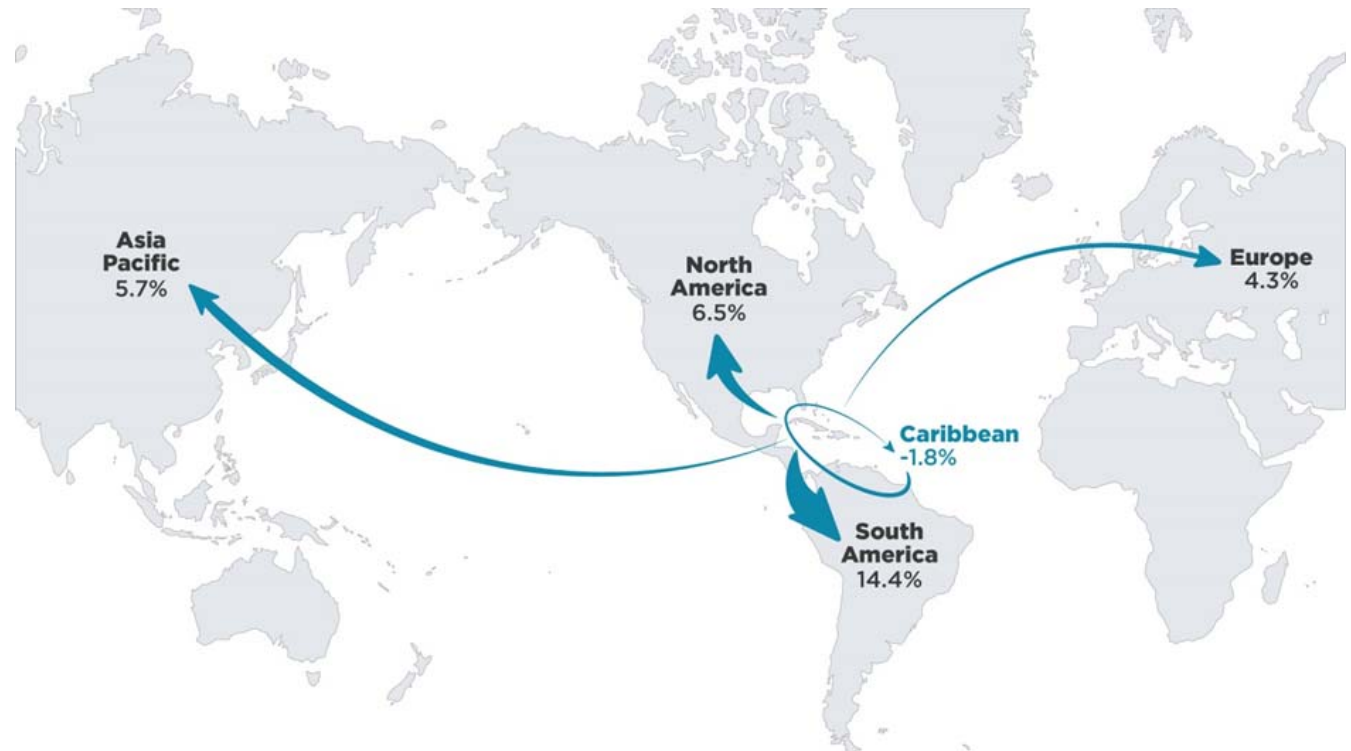 Asia
Pacific
5.7%
North
America
6.5%
Europe
4.3%
Caribbean
-1.8%
South
America
14.4%